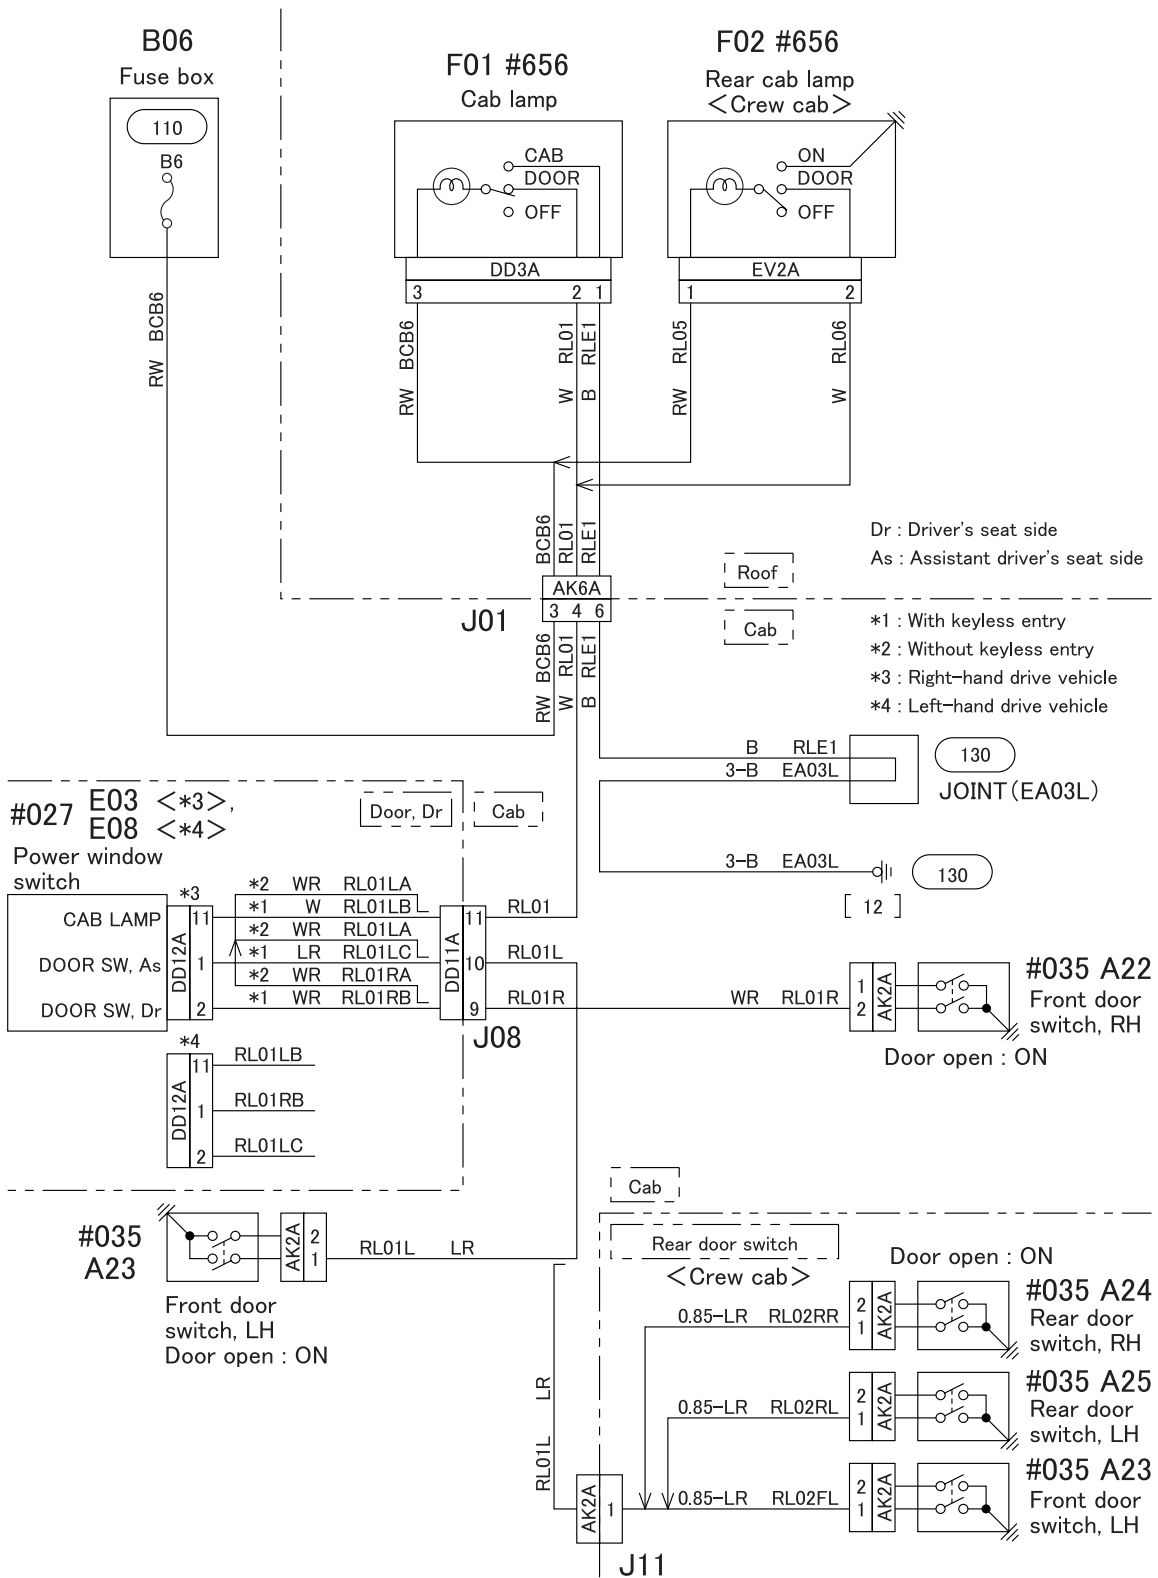 B06
Fuse box
110
B6
RW BCB6
F01 #656
Cab lamp
CAB
DOOR
OFF
DD3A
3 2 1
RW BCB6
W RL01
B RLE1
F02 #656
Rear cab lamp
<Crew cab>
ON
DOOR
OFF
EV2A
1 2
RW RL05
W RL06
BCB6
RL01
RLE1
AK6A
J01
3 4 6
RW BCB6
W RL01
B RLE1
Roof
Cab
Dr : Driver's seat side
As : Assistant driver's seat side
*1 : With keyless entry
*2 : Without keyless entry
*3 : Right-hand drive vehicle
*4 : Left-hand drive vehicle
B RLE1
3-B EA03L
130
JOINT(EA03L)
3-B EA03L
130
[ 12 ]
#027 E03 <*3>,
E08 <*4>
Power window
switch
Door, Dr
Cab
*3
CAB LAMP
DOOR SW, As
DOOR SW, Dr
DD12A
11
1
2
*2 WR RL01LA
*1 W RL01LB
*2 WR RL01LA
*1 LR RL01LC
*2 WR RL01RA
*1 WR RL01RB
DD11A
11
10
9
J08
RL01
RL01L
RL01R
WR RL01R
1
2
AK2A
#035 A22
Front door
switch, RH
Door open : ON
*4
DD12A
11
1
2
RL01LB
RL01RB
RL01LC
#035
A23
AK2A
2
1
RL01L LR
Front door
switch, LH
Door open : ON
Cab
Rear door switch
<Crew cab>
Door open : ON
0.85-LR RL02RR
2
1
AK2A
#035 A24
Rear door
switch, RH
0.85-LR RL02RL
2
1
AK2A
#035 A25
Rear door
switch, LH
RL01L LR
AK2A
1
J11
0.85-LR RL02FL
2
1
AK2A
#035 A23
Front door
switch, LH